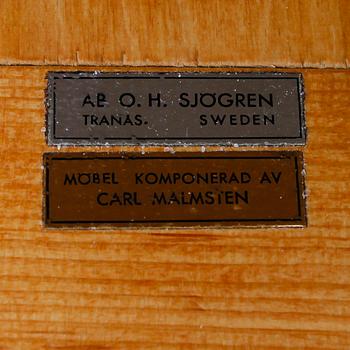 AB O. H. SJÖGREN
TRANÅS. SWEDEN
MÖBEL KOMPONERAD AV
CARL MALMSTEN